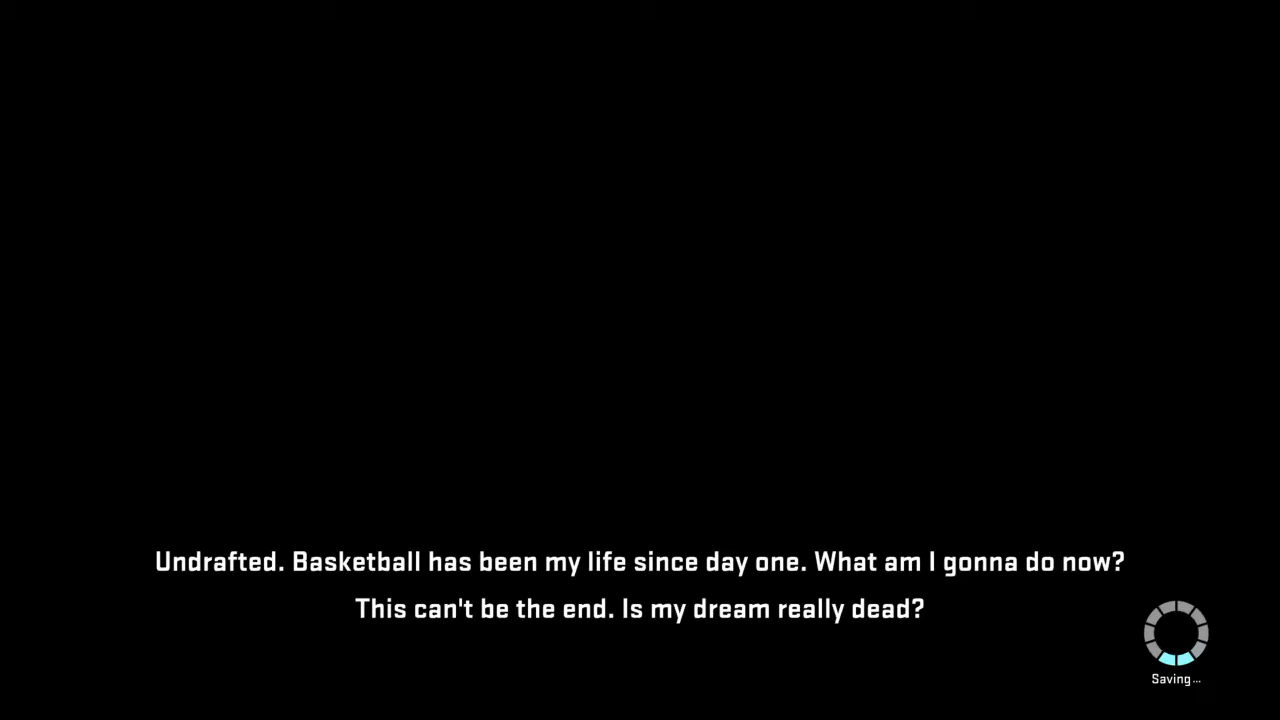 Undrafted. Basketball has been my life since day one. What am I gonna do now?
This can't be the end. Is my dream really dead?
Saving...